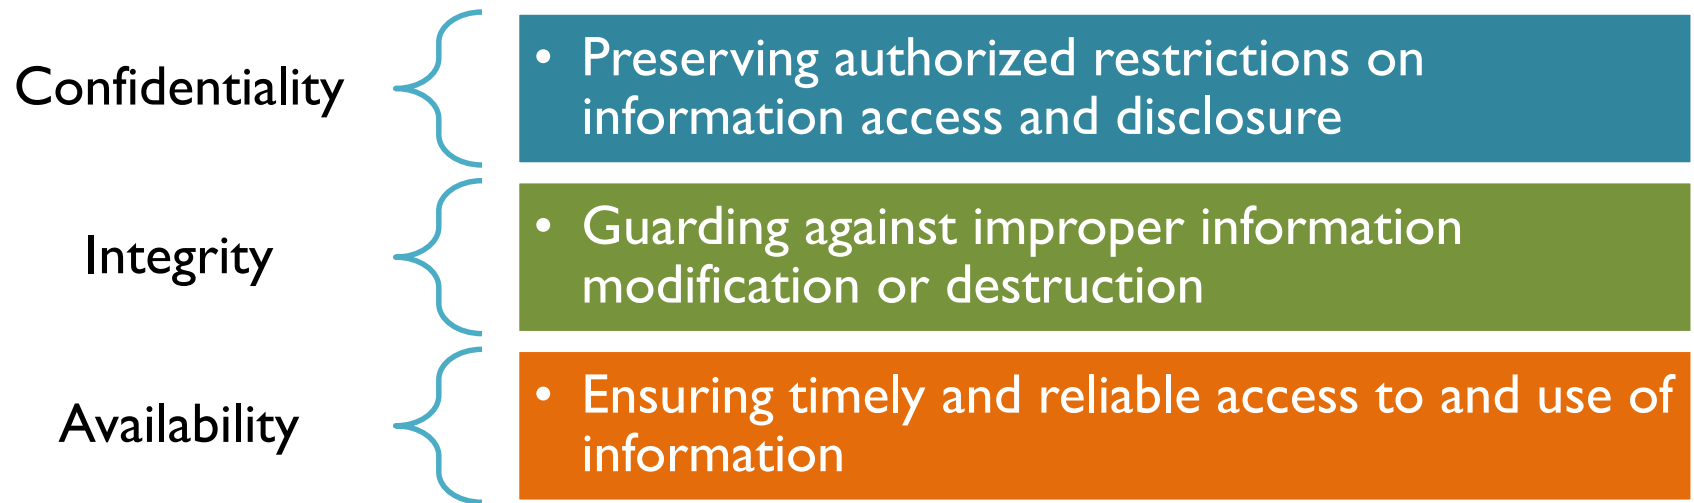 Confidentiality
• Preserving authorized restrictions on
information access and disclosure
Integrity
• Guarding against improper information
modification or destruction
Availability
• Ensuring timely and reliable access to and use of
information